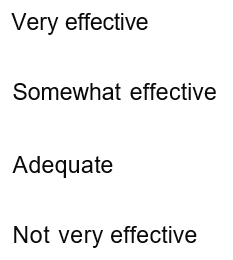 Very effective
Somewhat effective
Adequate
Not very effective